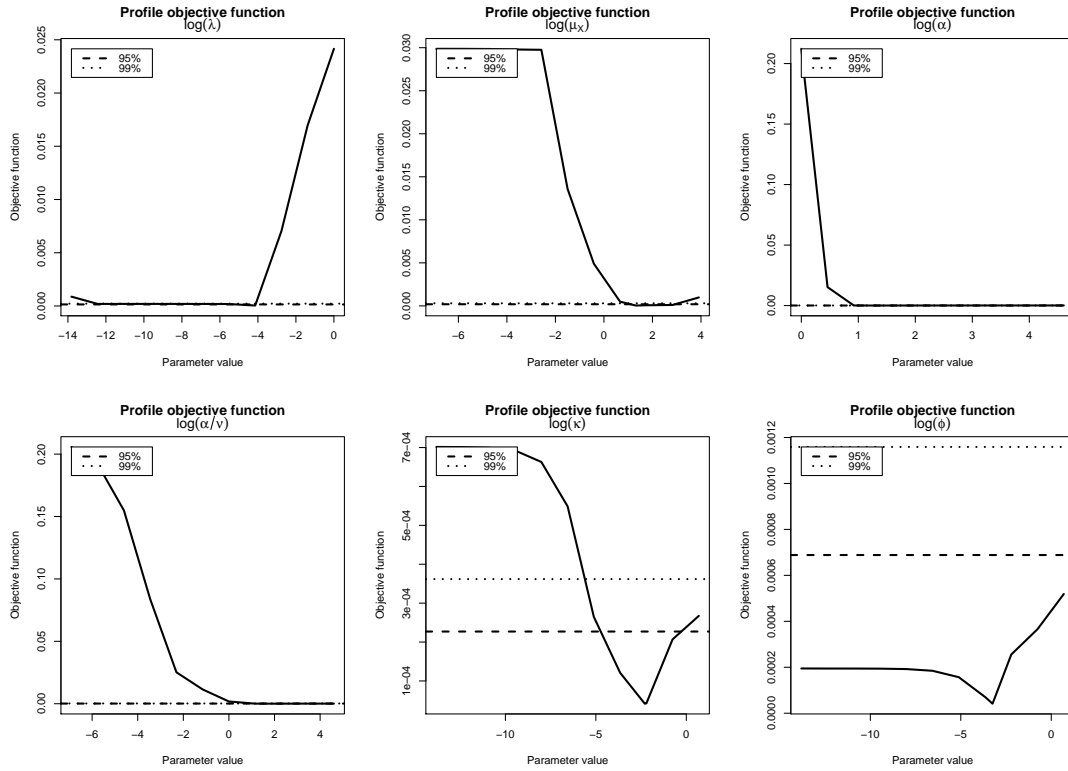 Profile objective function
log(λ)
95%
99%
Objective function
0.000 0.005 0.010 0.015 0.020 0.025
−14 −12 −10 −8 −6 −4 −2 0
Parameter value
Profile objective function
log(μX)
95%
99%
Objective function
0.000 0.005 0.010 0.015 0.020 0.025 0.030
−6 −4 −2 0 2 4
Parameter value
Profile objective function
log(α)
95%
99%
Objective function
0.00 0.05 0.10 0.15 0.20
0 1 2 3 4
Parameter value
Profile objective function
log(α/ν)
95%
99%
Objective function
0.00 0.05 0.10 0.15 0.20
−6 −4 −2 0 2 4
Parameter value
Profile objective function
log(κ)
95%
99%
Objective function
1e−04 3e−04 5e−04 7e−04
−10 −5 0
Parameter value
Profile objective function
log(ϕ)
95%
99%
Objective function
0.0000 0.0002 0.0004 0.0006 0.0008 0.0010 0.0012
−10 −5 0
Parameter value